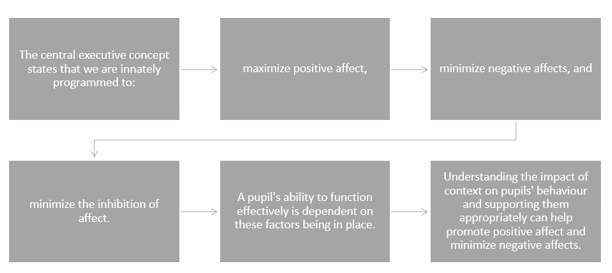 The central executive concept
states that we are innately
programmed to:
maximize positive affect,
minimize negative affects, and
minimize the inhibition of
affect.
A pupil's ability to function
effectively is dependent on
these factors being in place.
Understanding the impact of
context on pupils' behaviour
and supporting them
appropriately can help
promote positive affect and
minimize negative affects.